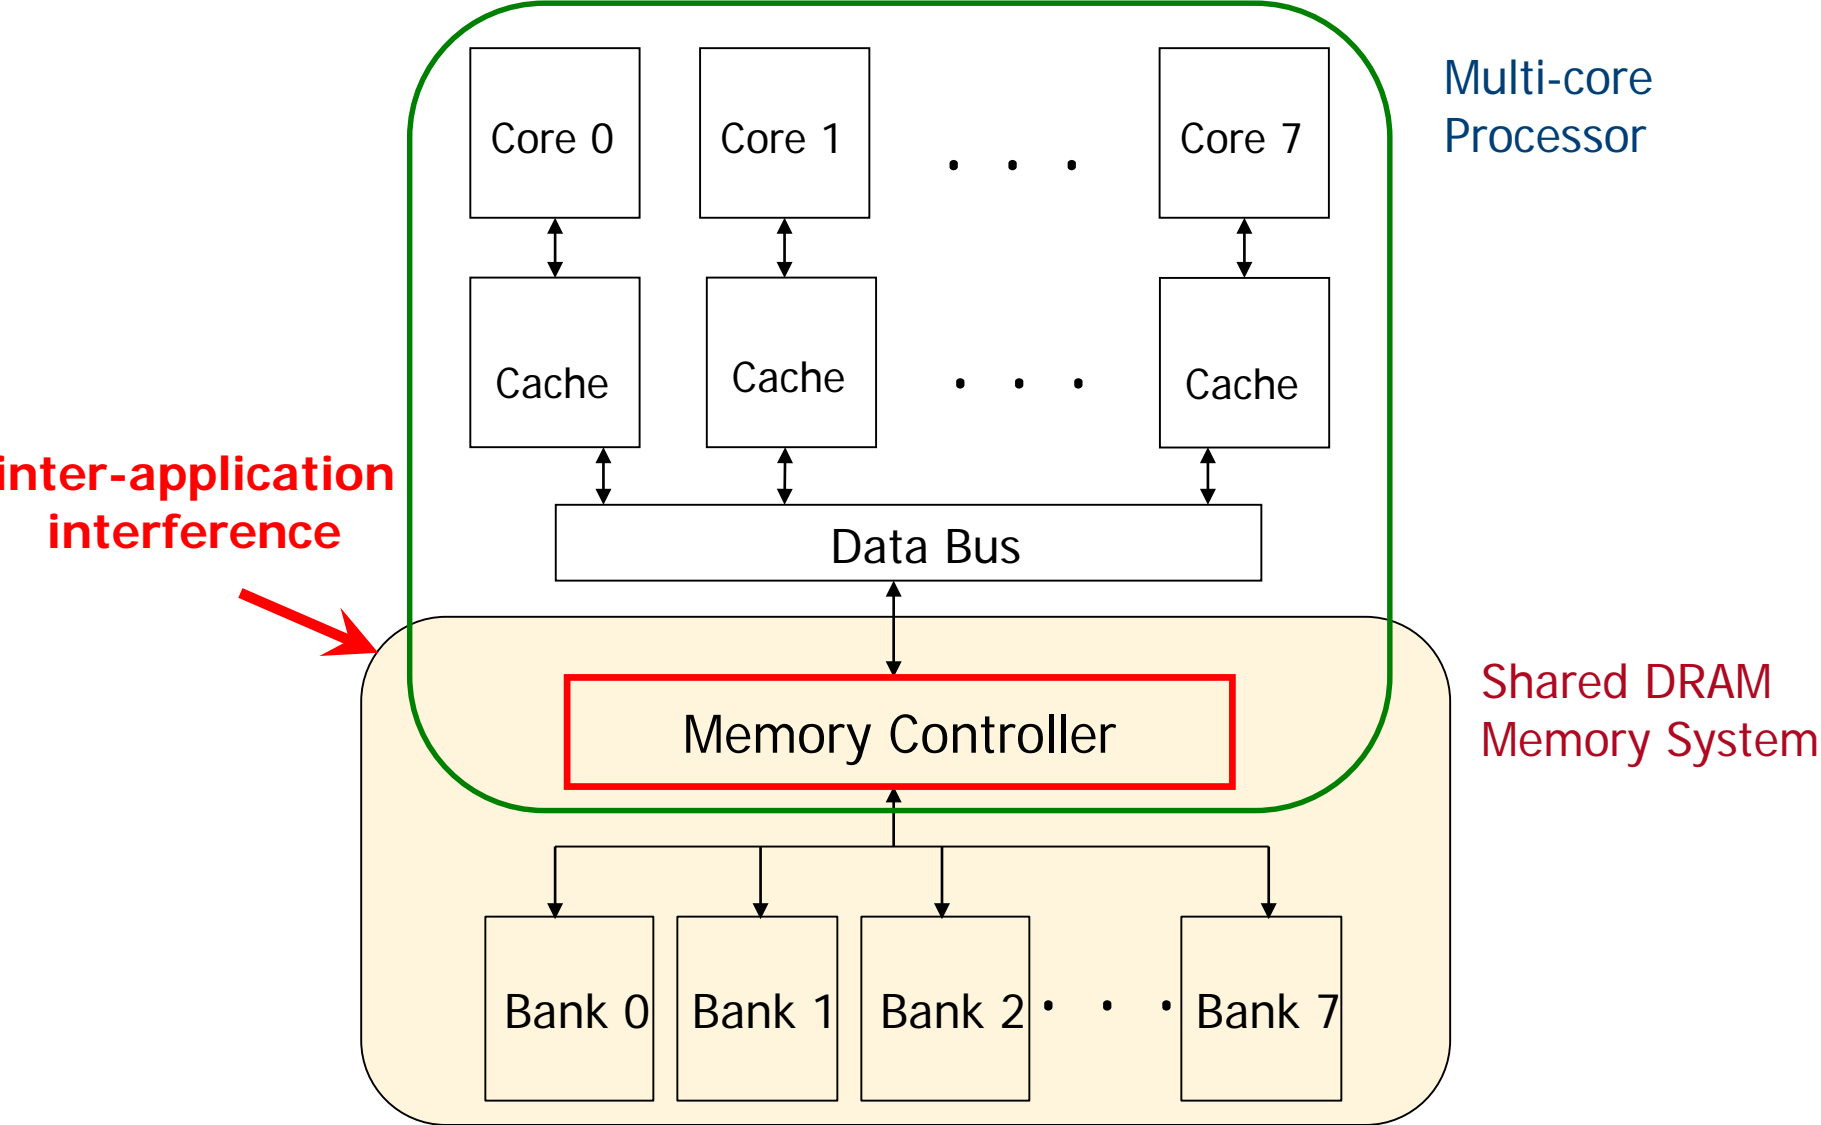 Multi-core
Processor
Core 0
Core 1
. . .
Core 7
Cache
Cache
. . .
Cache
inter-application
interference
Data Bus
Memory Controller
Shared DRAM
Memory System
Bank 0
Bank 1
Bank 2
. . .
Bank 7